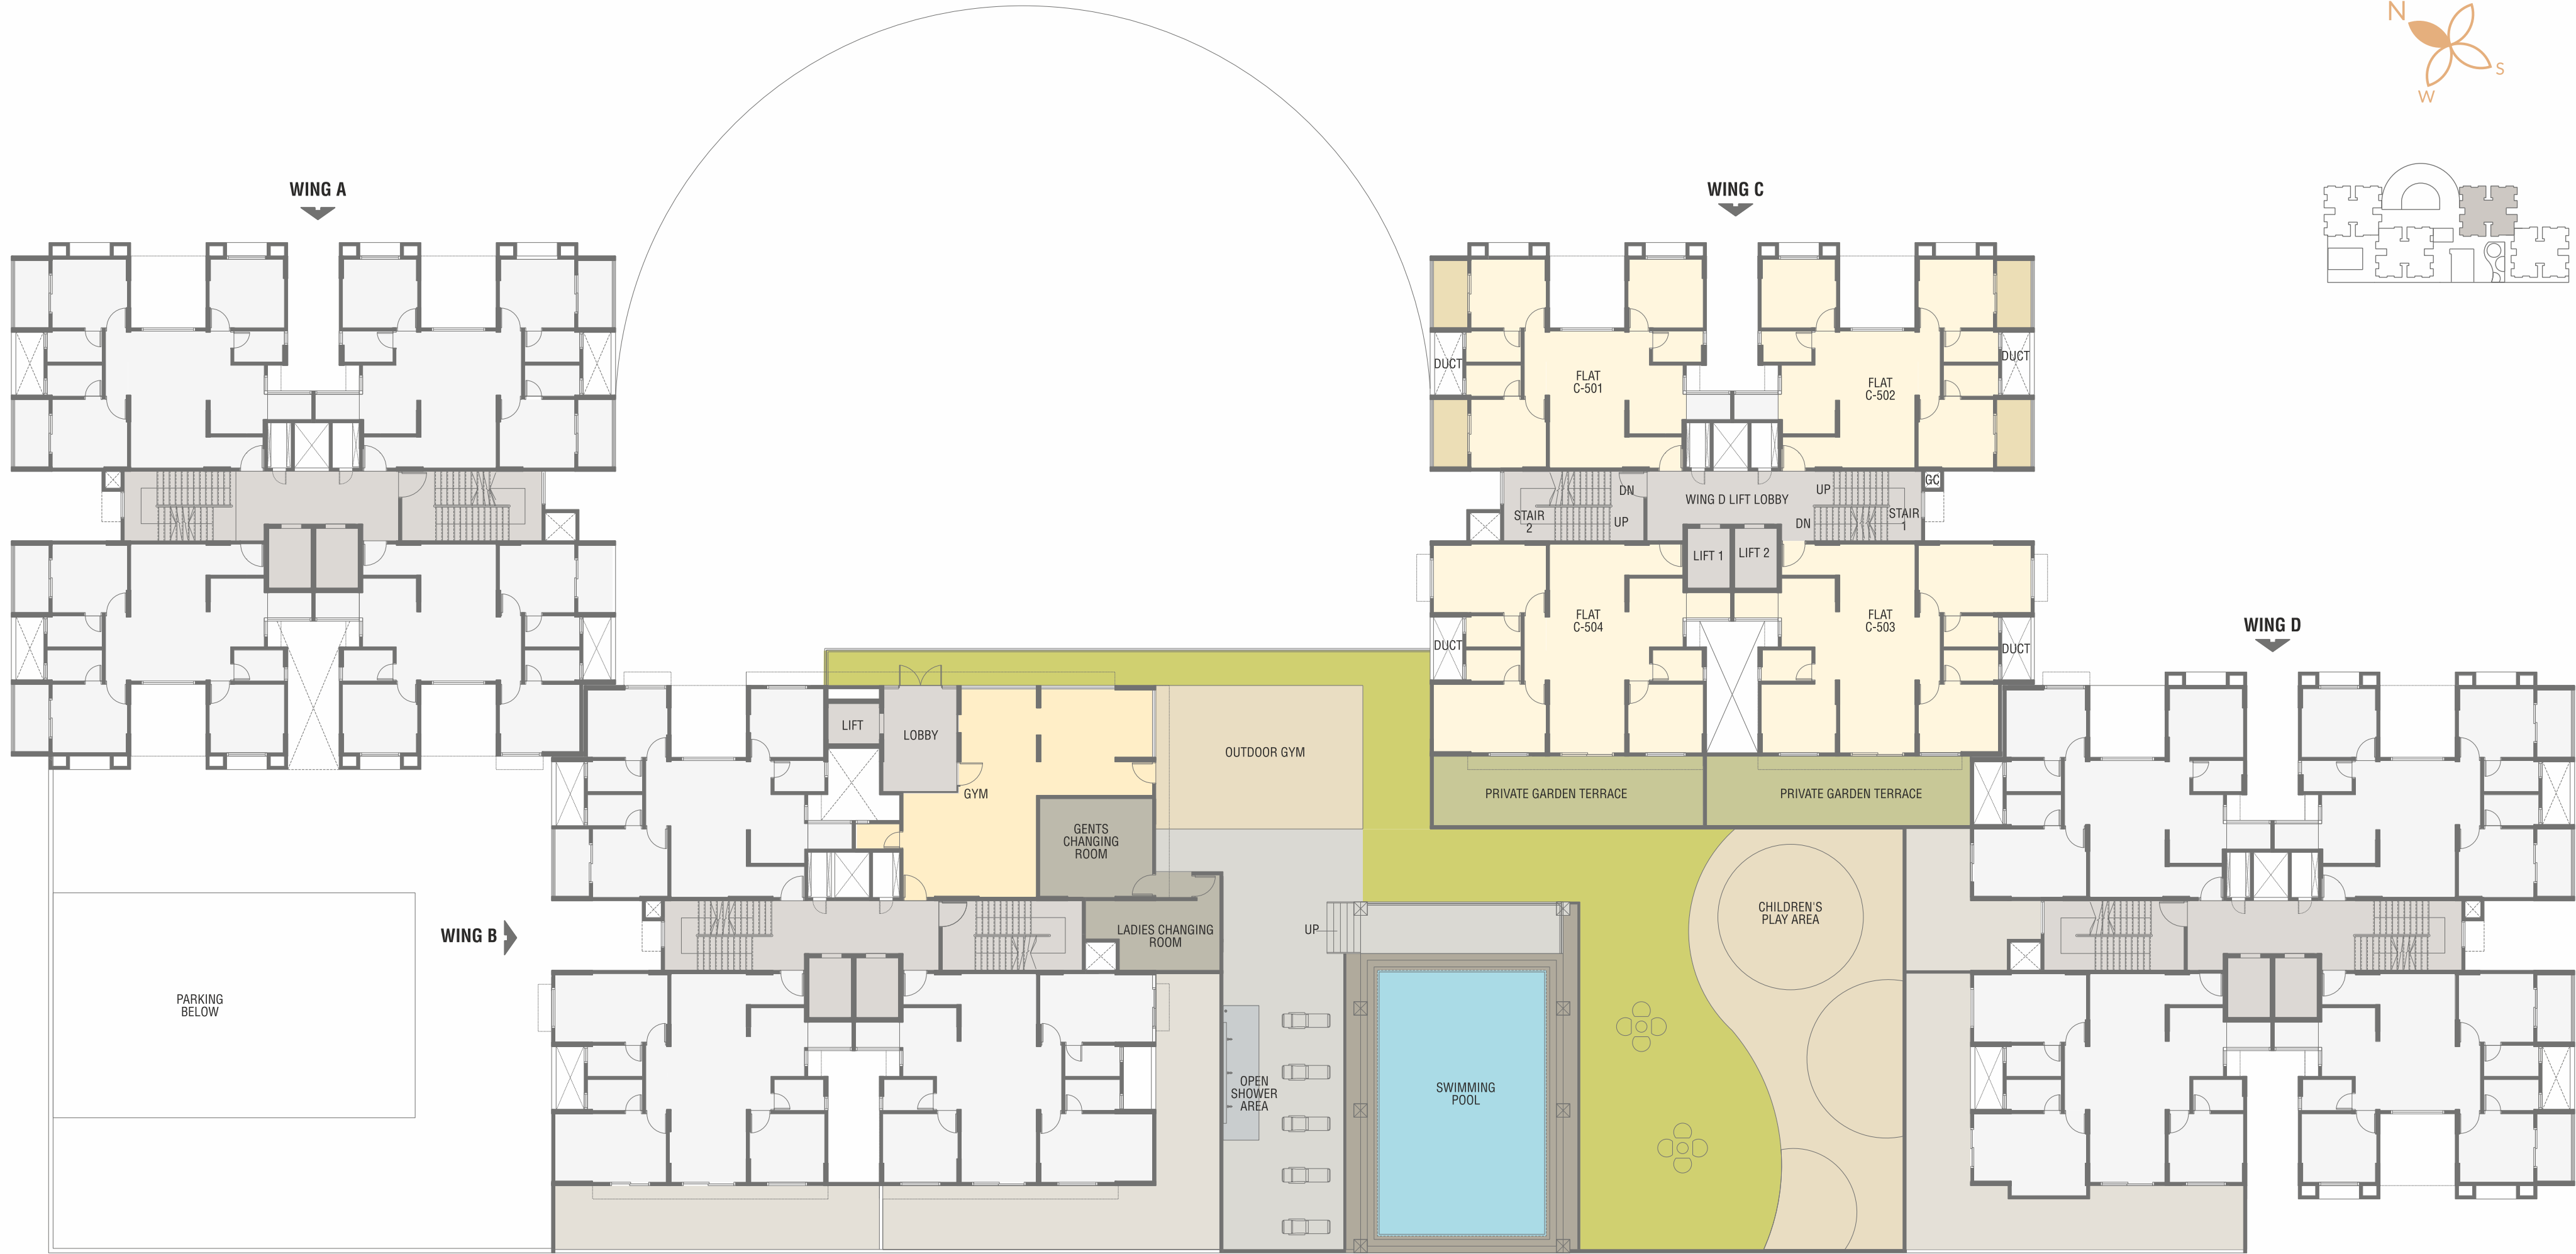 N
S
W
WING A
WING C
FLAT
C-501
FLAT
C-502
DUCT
DUCT
GC
DN
UP
WING D LIFT LOBBY
UP
DN
STAIR
2
STAIR
1
LIFT 1
LIFT 2
FLAT
C-504
FLAT
C-503
DUCT
DUCT
WING D
LIFT
LOBBY
GYM
OUTDOOR GYM
PRIVATE GARDEN TERRACE
PRIVATE GARDEN TERRACE
GENTS
CHANGING
ROOM
CHILDREN'S
PLAY AREA
WING B
LADIES CHANGING
ROOM
UP
PARKING
BELOW
OPEN
SHOWER
AREA
SWIMMING
POOL